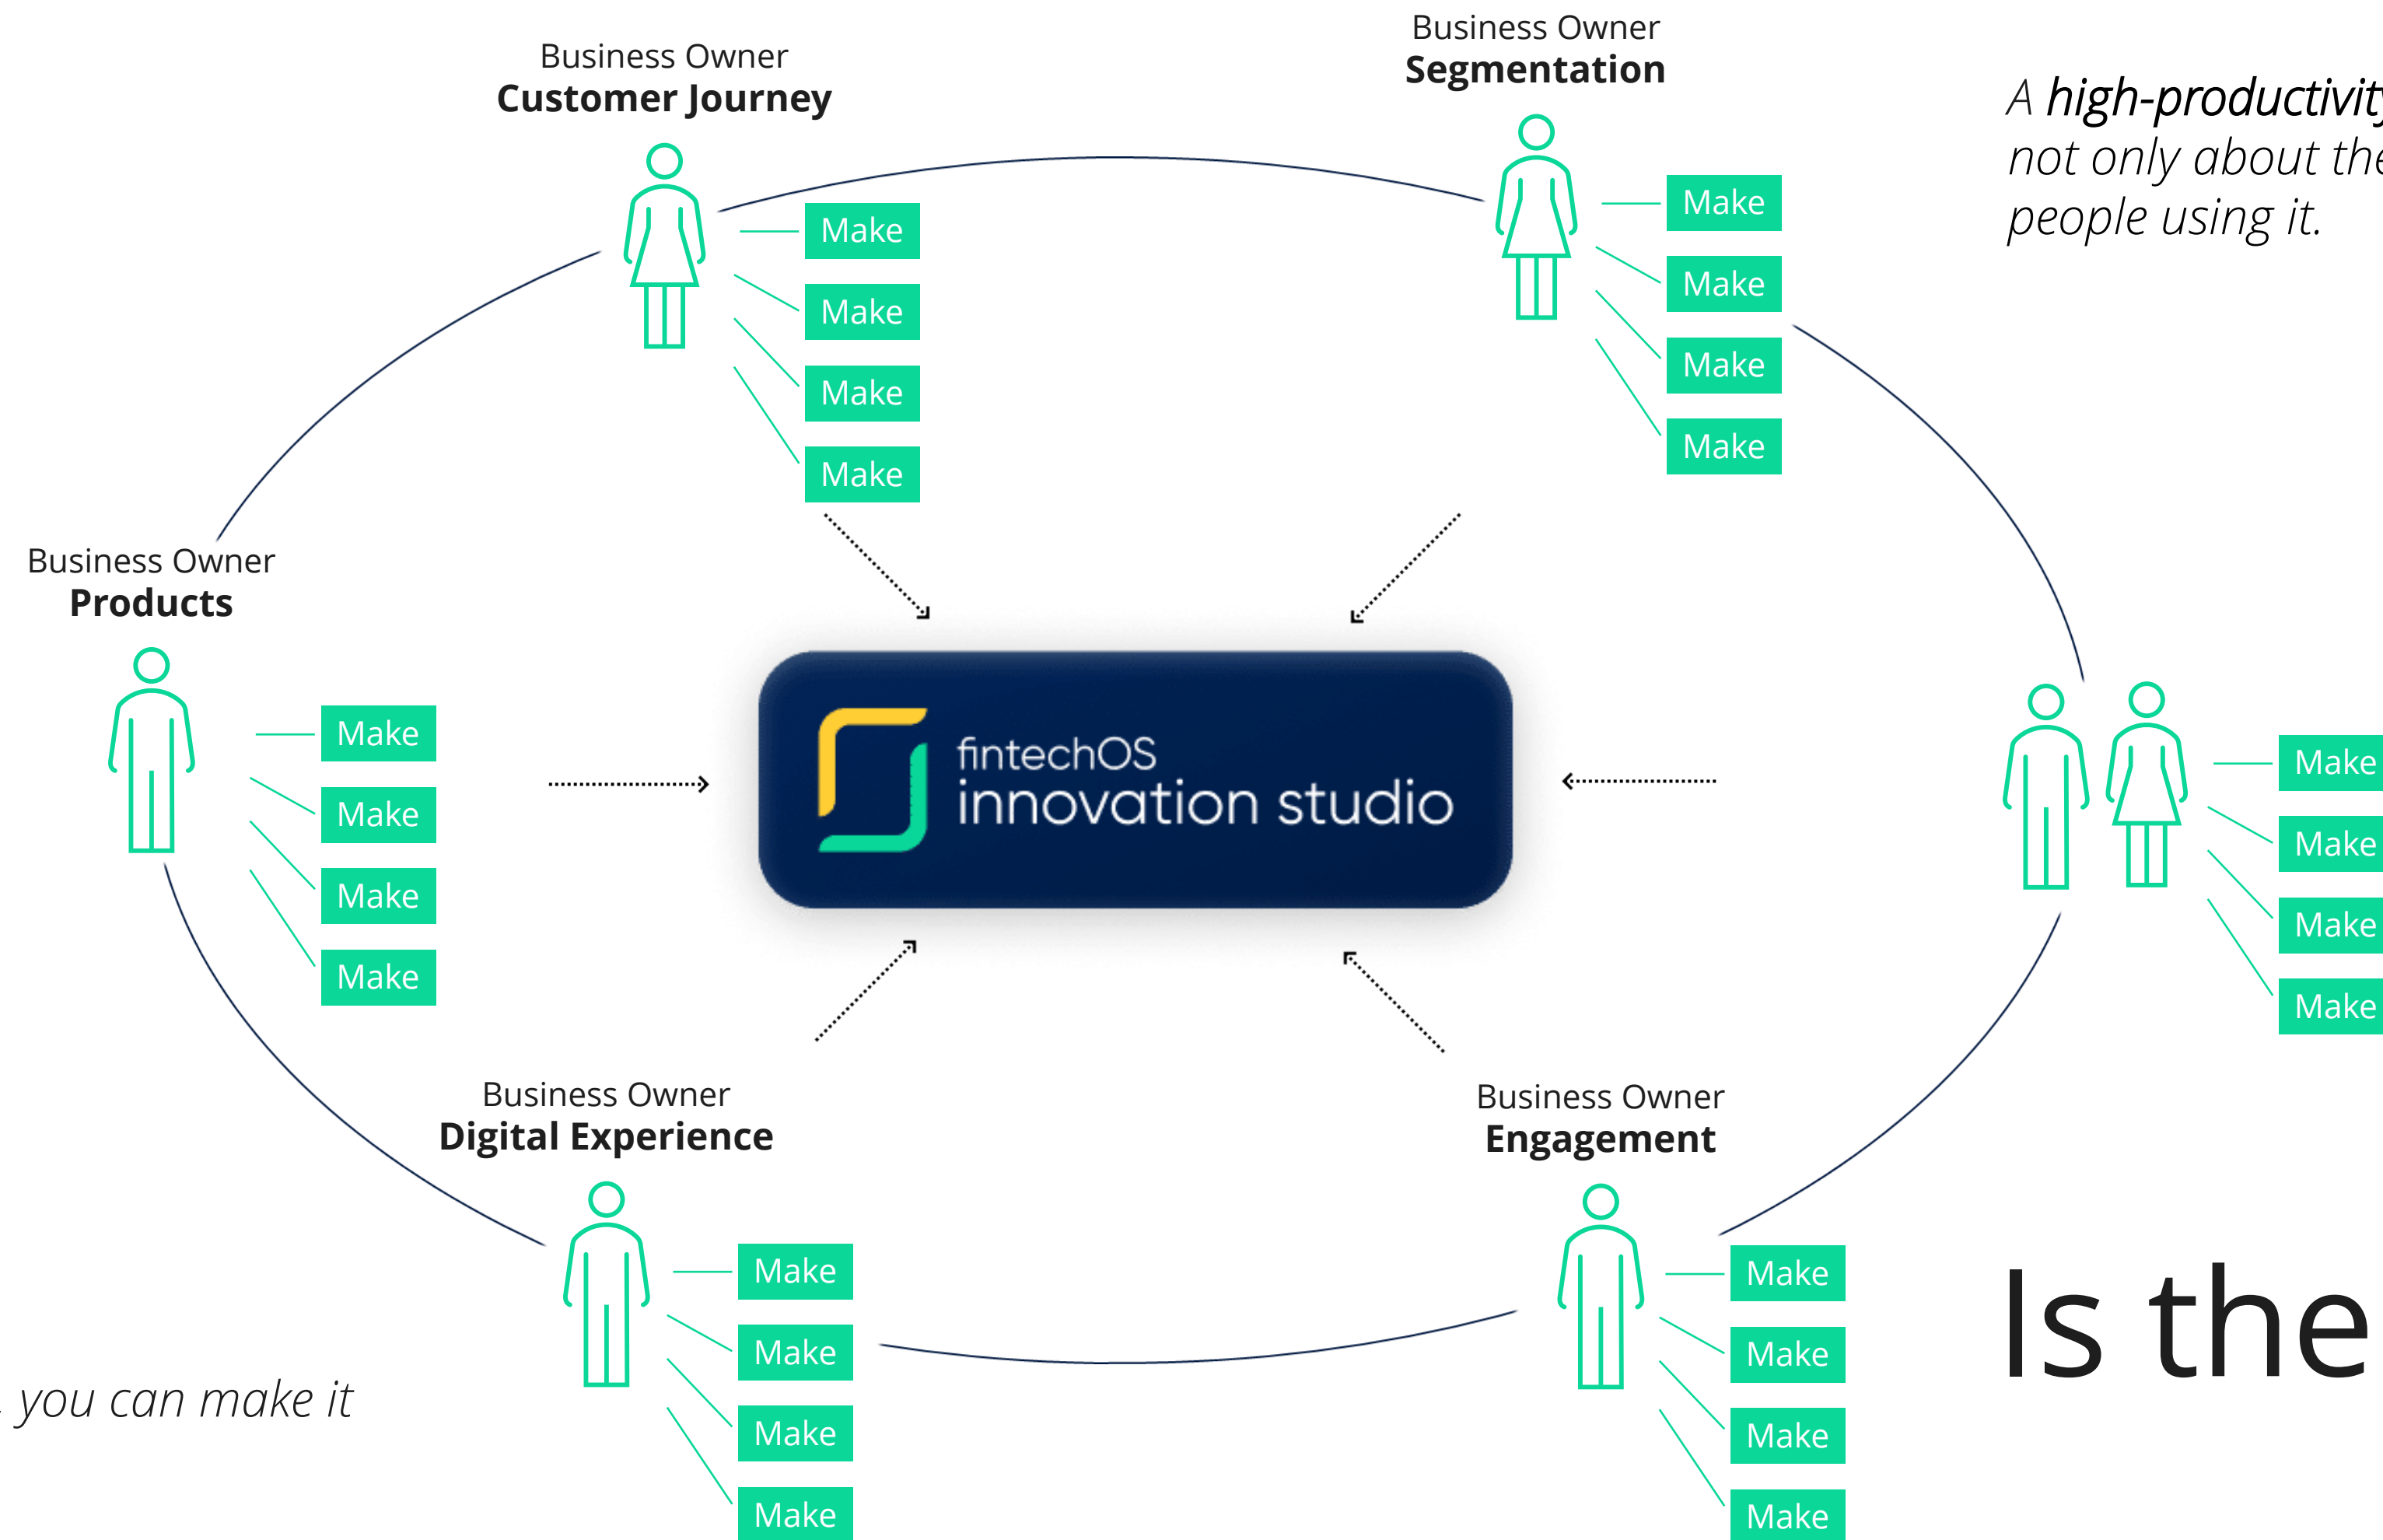 Business Owner
Customer Journey
Make
Make
Make
Make
Business Owner
Segmentation
Make
Make
Make
Make
A high-productivity
not only about the
people using it.
Business Owner
Products
Make
Make
Make
Make
fintechOS
innovation studio
Make
Make
Make
Make
Business Owner
Digital Experience
Make
Make
Make
Make
Business Owner
Engagement
Make
Make
Make
Make
you can make it
Is the